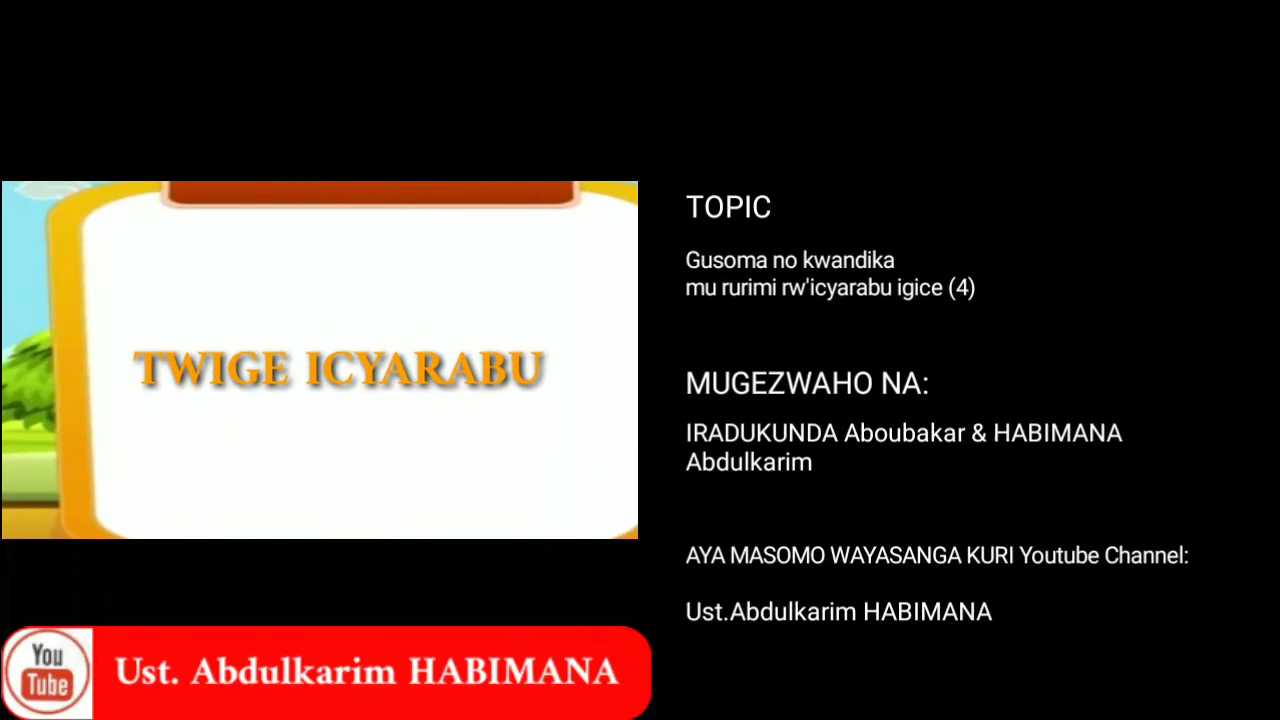 TWIGE ICYARABU
TOPIC
Gusoma no kwandika
mu rurimi rw'icyarabu igice (4)
MUGEZWAHO NA:
IRADUKUNDA Aboubakar & HABIMANA
Abdulkarim
AYA MASOMO WAYASANGA KURI Youtube Channel:
Ust.Abdulkarim HABIMANA
You
Tube
Ust. Abdulkarim HABIMANA